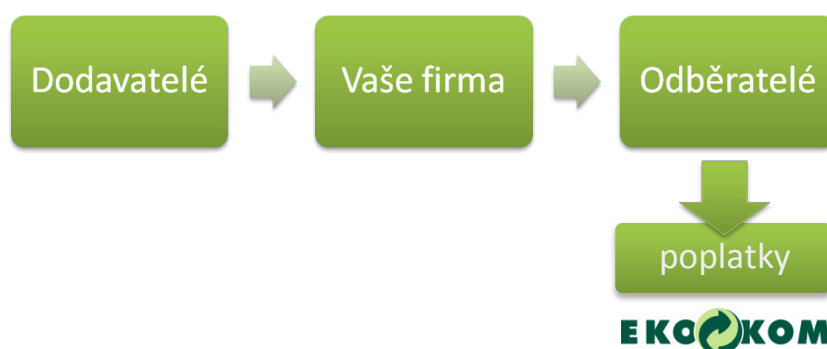 Dodavatelé
Vaše firma
Odběratelé
poplatky
EKO KOM